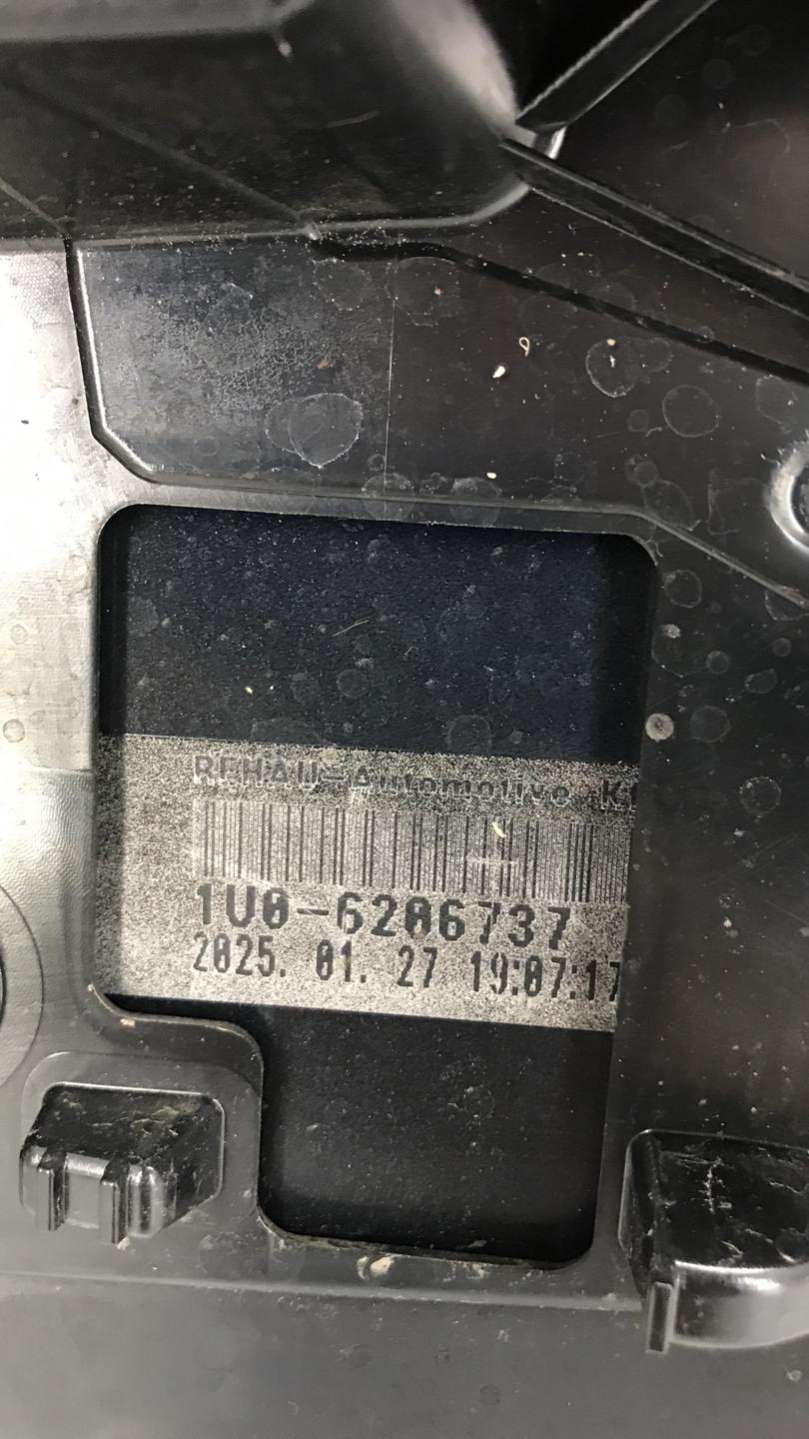 REHAU-Automotive K
1U0-6206737
2025. 01. 27 19:07:17